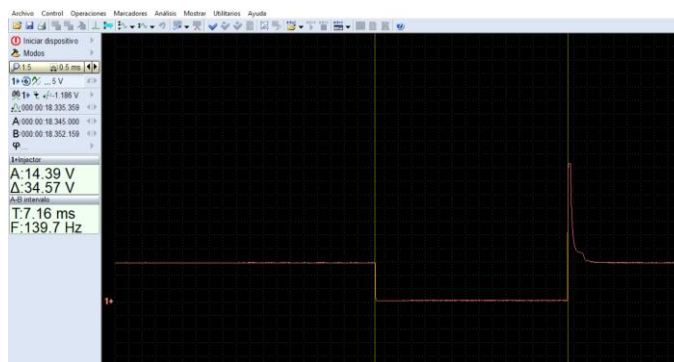 Archivo Control Operaciones Marcadores Análisis Mostrar Utilitarios Ayuda
Iniciar dispositivo
Modos
1:5 0.5 ms
1 ... 5 V
1 +/-1.186 V
000:00:18.335.359
A:000:00:18.345.000
B:000:00:18.352.159
φ...
1•Injector
A:14.39 V
Δ:34.57 V
A-B intervalo
T:7.16 ms
F:139.7 Hz
1